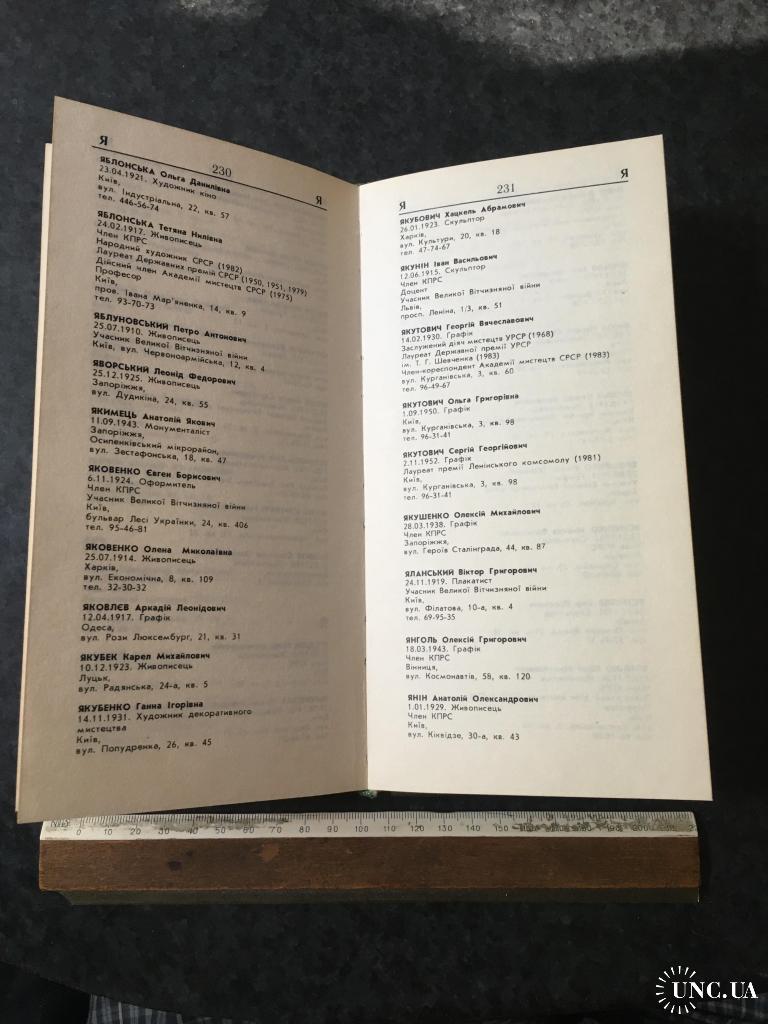 Я
230
Я
ЯБЛОНСЬКА Ольга Данилівна
23.04.1921. Художник кіно
Київ,
вул. Індустріальна, 22, кв. 57
тел. 446-56-74
ЯБЛОНСЬКА Тетяна Нилівна
24.02.1917. Живописець
Член КПРС
Народний художник СРСР (1982)
Лауреат Державних премій СРСР (1950, 1951, 1979)
Дійсний член Академії мистецтв СРСР (1975)
Професор
Київ,
пров. Івана Мар'яненка, 14, кв. 9
тел. 93-70-73
ЯБЛУНОВСЬКИЙ Петро Антонович
25.07.1910. Живописець
Учасник Великої Вітчизняної війни
Київ, вул. Червоноармійська, 12, кв. 4
ЯВОРСЬКИЙ Леонід Федорович
25.12.1925. Живописець
Запоріжжя,
вул. Дудикіна, 24, кв. 55
ЯКИМЕЦЬ Анатолій Якович
11.09.1943. Монументаліст
Запоріжжя,
Осипенківський мікрорайон,
вул. Зестафонська, 18, кв. 47
ЯКОВЕНКО Євген Борисович
6.11.1924. Оформитель
Член КПРС
Учасник Великої Вітчизняної війни
Київ,
бульвар Лесі Українки, 24, кв. 406
тел. 95-46-81
ЯКОВЕНКО Олена Миколаївна
25.07.1914. Живописець
Харків,
вул. Економічна, 8, кв. 109
тел. 32-30-32
ЯКОВЛЄВ Аркадій Леонідович
12.04.1917. Графік
Одеса,
вул. Рози Люксембург, 21, кв. 31
ЯКУБЕК Карел Михайлович
10.12.1923. Живописець
Луцьк,
вул. Радянська, 24-а, кв. 5
ЯКУБЕНКО Ганна Ігорівна
14.11.1931. Художник декоративного
мистецтва
Київ,
вул. Попудренка, 26, кв. 45
Я
231
Я
ЯКУБОВИЧ Хацкель Абрамович
26.01.1923. Скульптор
Харків,
вул. Культури, 20, кв. 18
тел. 47-74-67
ЯКУНІН Іван Васильович
12.06.1915. Скульптор
Член КПРС
Доцент
Учасник Великої Вітчизняної війни
Львів,
просп. Леніна, 1/3, кв. 51
ЯКУТОВИЧ Георгій Вячеславович
14.02.1930. Графік
Заслужений діяч мистецтв УРСР (1968)
Лауреат Державної премії УРСР
ім. Т. Г. Шевченка (1983)
Член-кореспондент Академії мистецтв СРСР (1983)
вул. Курганівська, 3, кв. 60
тел. 96-49-67
ЯКУТОВИЧ Ольга Григорівна
1.09.1950. Графік
Київ,
вул. Курганівська, 3, кв. 98
тел. 96-31-41
ЯКУТОВИЧ Сергій Георгійович
2.11.1952. Графік
Лауреат премії Ленінського комсомолу (1981)
Київ,
вул. Курганівська, 3, кв. 98
тел. 96-31-41
ЯКУШЕНКО Олексій Михайлович
28.03.1938. Графік
Член КПРС
Запоріжжя,
вул. Героїв Сталінграда, 44, кв. 87
ЯЛАНСЬКИЙ Віктор Григорович
24.11.1919. Плакатист
Учасник Великої Вітчизняної війни
Київ,
вул. Філатова, 10-а, кв. 4
тел. 69-95-35
ЯНГОЛЬ Олексій Григорович
18.03.1943. Графік
Член КПРС
Вінниця,
вул. Космонавтів, 58, кв. 120
ЯНІН Анатолій Олександрович
1.01.1929. Живописець
Член КПРС
Київ,
вул. Кіквідзе, 30-а, кв. 43
0 10 20 30 40 50 60 70 80 90 100 110 120 130 140 150 190 200
UNC.UA